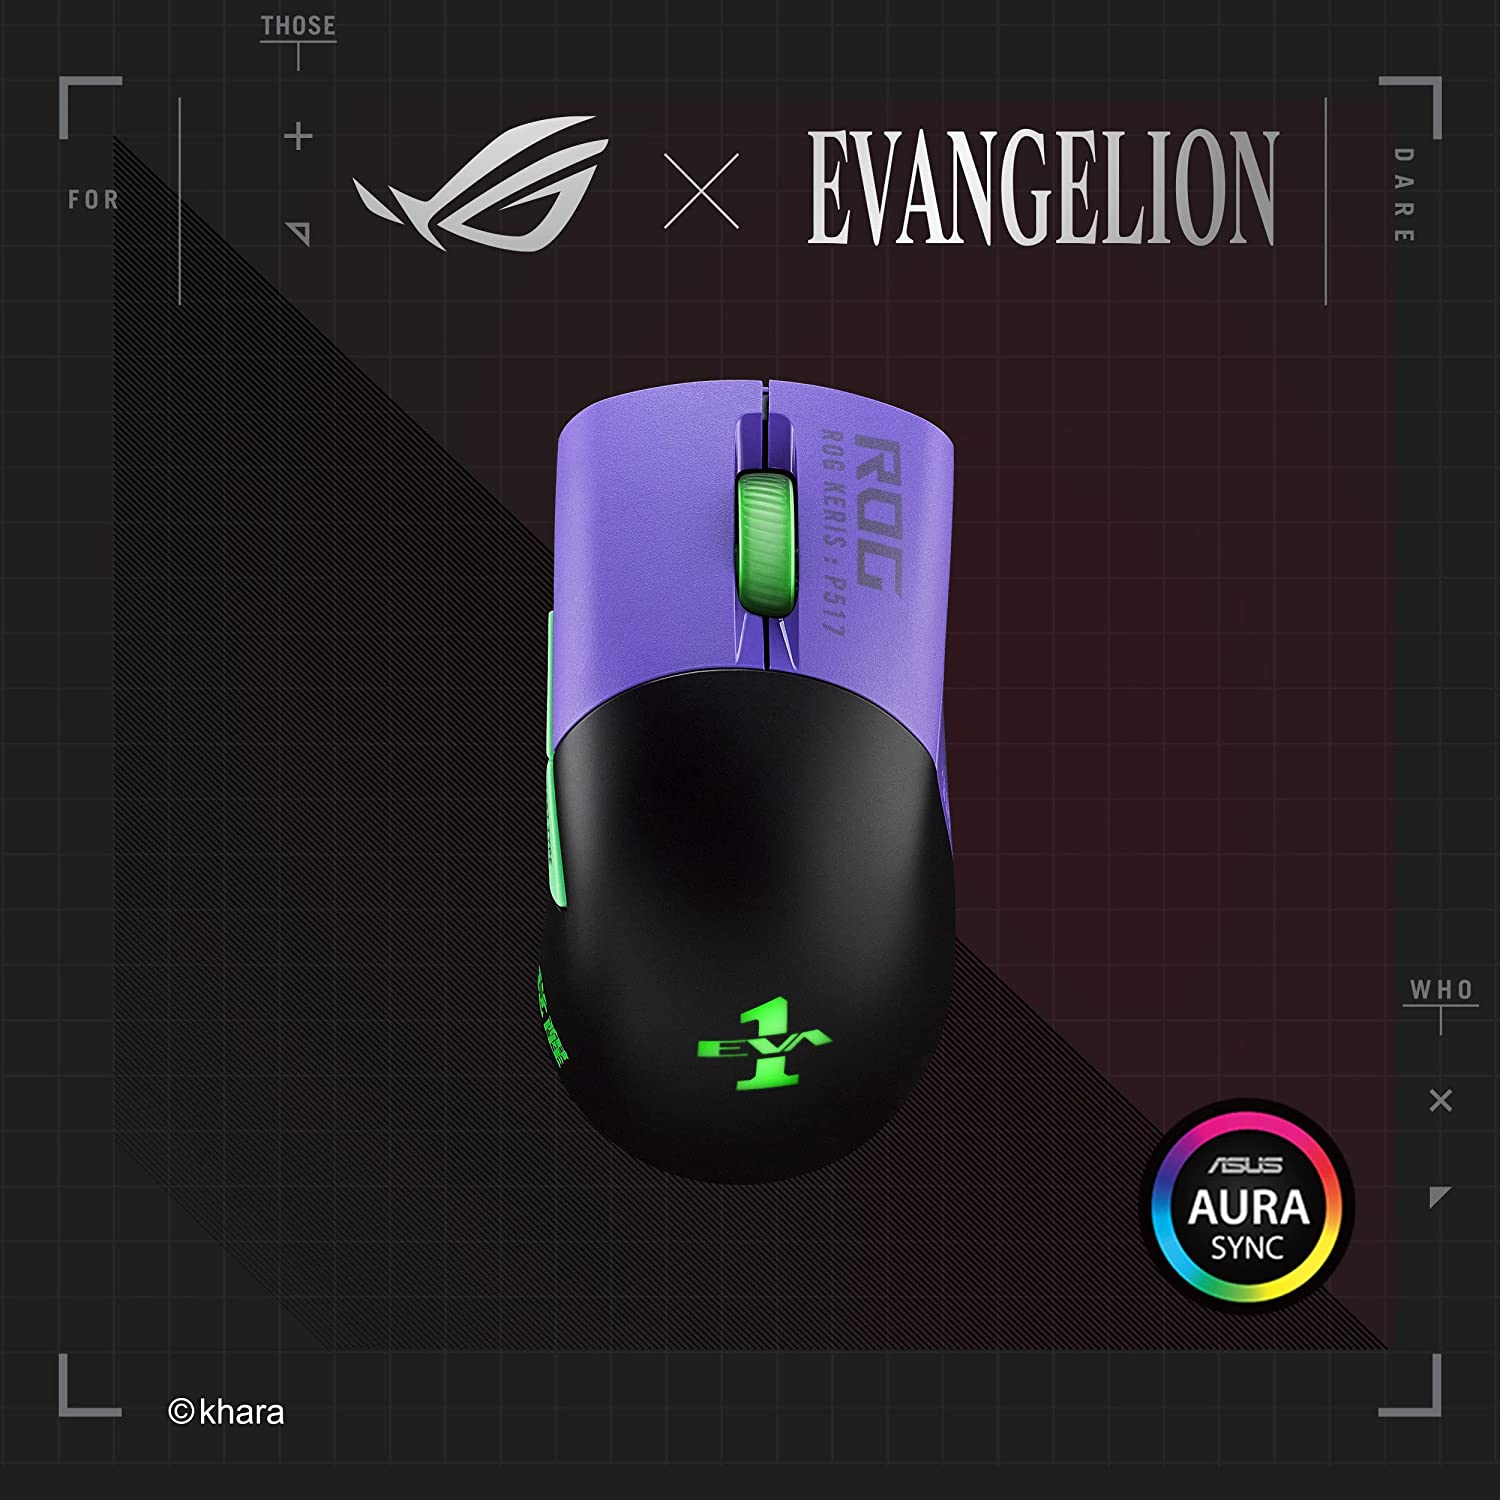 THOSE
FOR
EVANGELION
DARE
ROG
ROG KERIS : P517
EVA
1
WHO
ASUS
AURA
SYNC
©khara